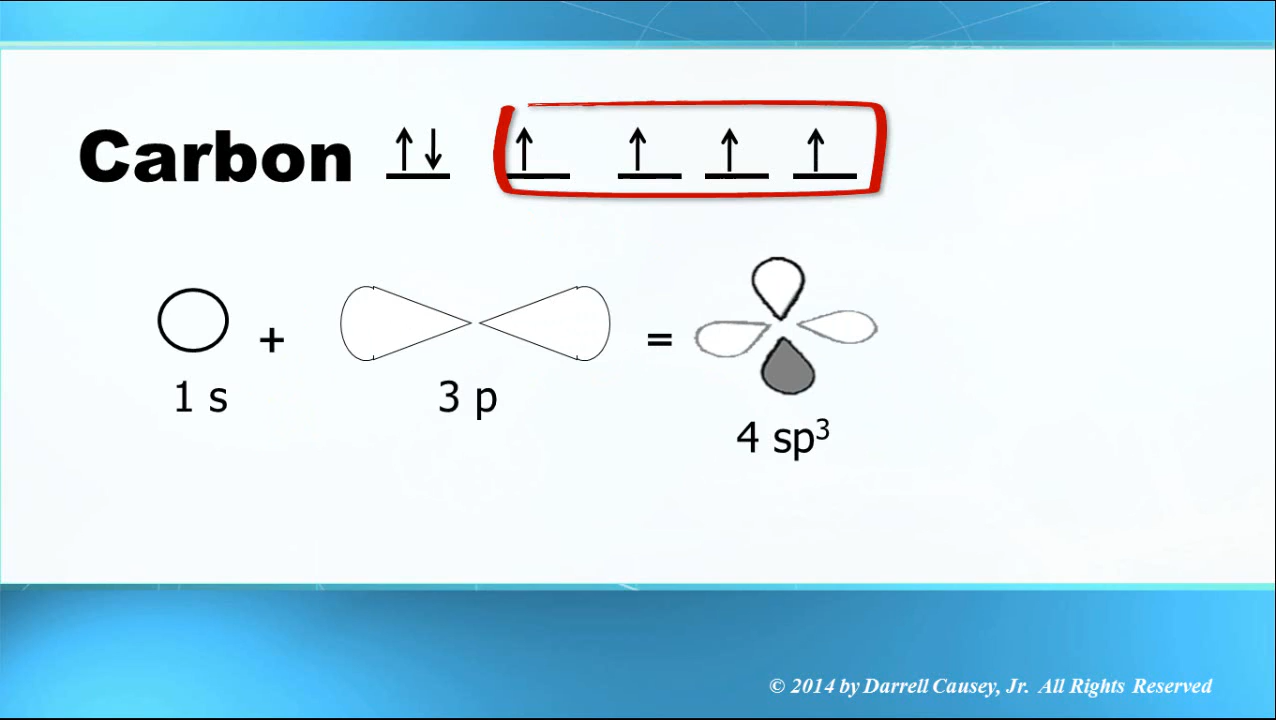 Carbon
+ =
1 s 3 p
4 sp³
© 2014 by Darrell Causey, Jr. All Rights Reserved